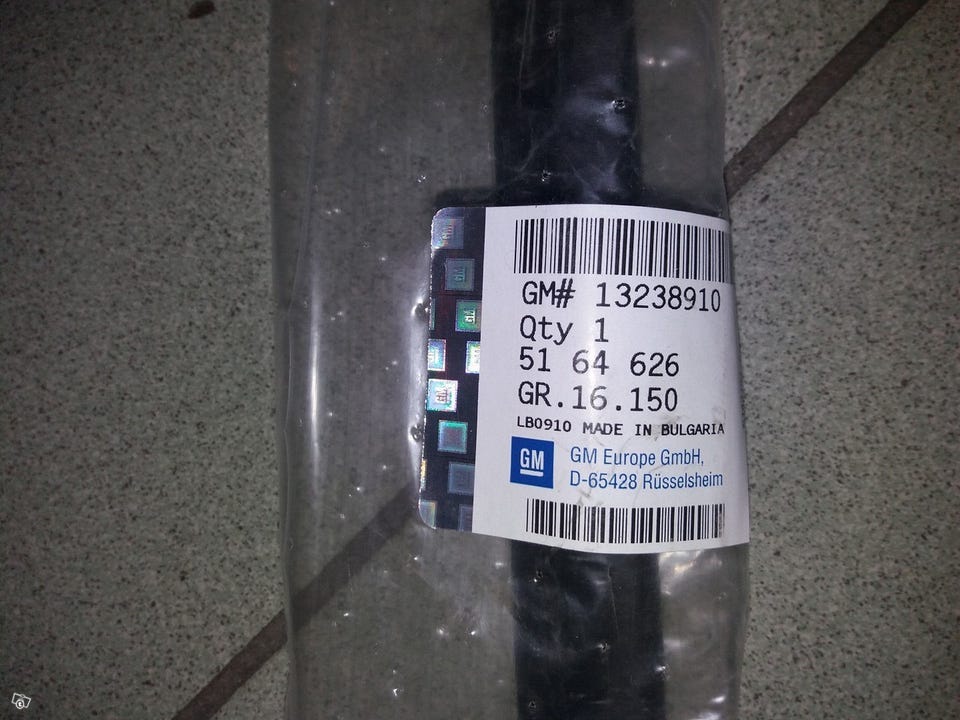 GM# 13238910
Qty 1
51 64 626
GR.16.150
LB0910 MADE IN BULGARIA
GM
GM Europe GmbH,
D-65428 Rüsselsheim